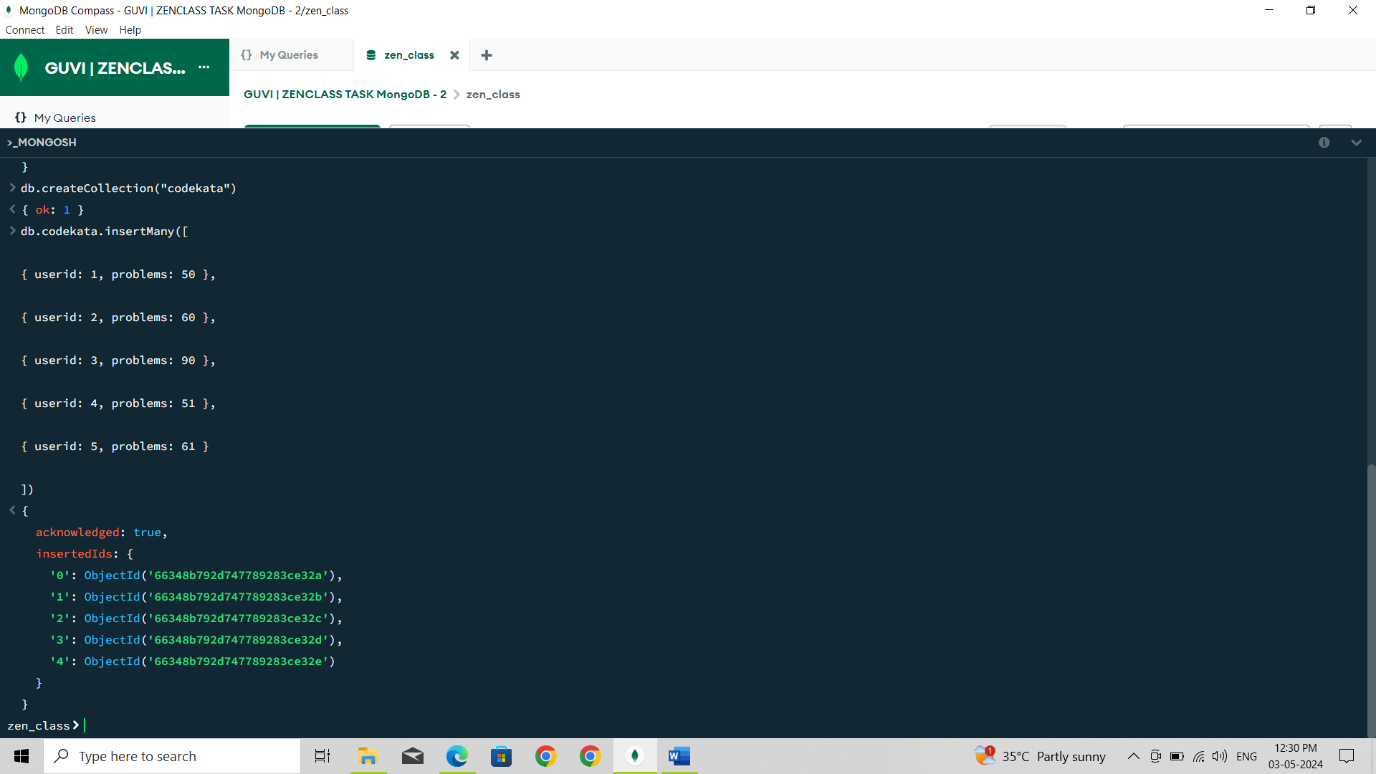 MongoDB Compass - GUVI | ZENCLASS TASK MongoDB - 2/zen_class
Connect Edit View Help
GUVI | ZENCLAS... ···
{} My Queries
zen_class
GUVI | ZENCLASS TASK MongoDB - 2 > zen_class
{} My Queries
>_MONGOSH
}
> db.createCollection("codekata")
< { ok: 1 }
> db.codekata.insertMany([
{ userid: 1, problems: 50 },
{ userid: 2, problems: 60 },
{ userid: 3, problems: 90 },
{ userid: 4, problems: 51 },
{ userid: 5, problems: 61 }
])
< {
acknowledged: true,
insertedIds: {
'0': ObjectId('66348b792d747789283ce32a'),
'1': ObjectId('66348b792d747789283ce32b'),
'2': ObjectId('66348b792d747789283ce32c'),
'3': ObjectId('66348b792d747789283ce32d'),
'4': ObjectId('66348b792d747789283ce32e')
}
}
zen_class>
Type here to search
1
35°C Partly sunny
ENG
12:30 PM
03-05-2024